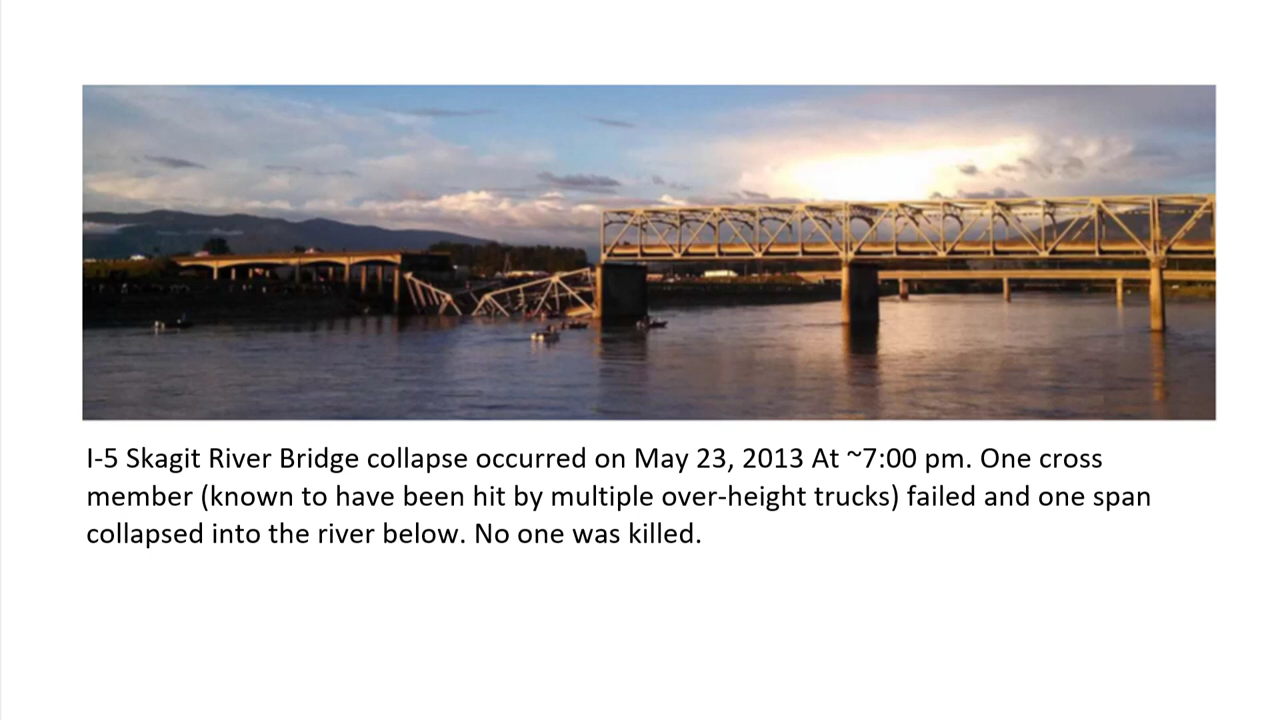 I-5 Skagit River Bridge collapse occurred on May 23, 2013 At ~7:00 pm. One cross
member (known to have been hit by multiple over-height trucks) failed and one span
collapsed into the river below. No one was killed.